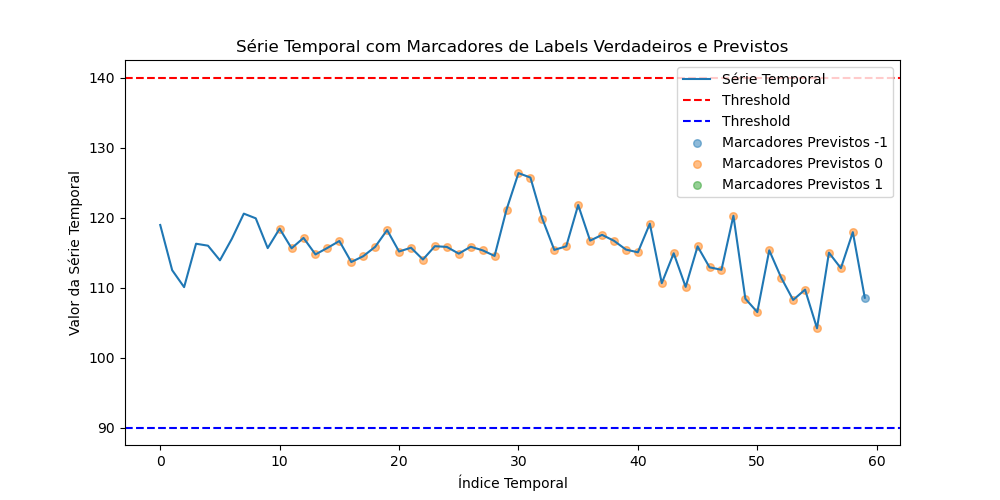 Série Temporal com Marcadores de Labels Verdadeiros e Previstos
140
130
120
110
100
90
Valor da Série Temporal
Série Temporal
Threshold
Threshold
Marcadores Previstos -1
Marcadores Previstos 0
Marcadores Previstos 1
0 10 20 30 40 50 60
Índice Temporal